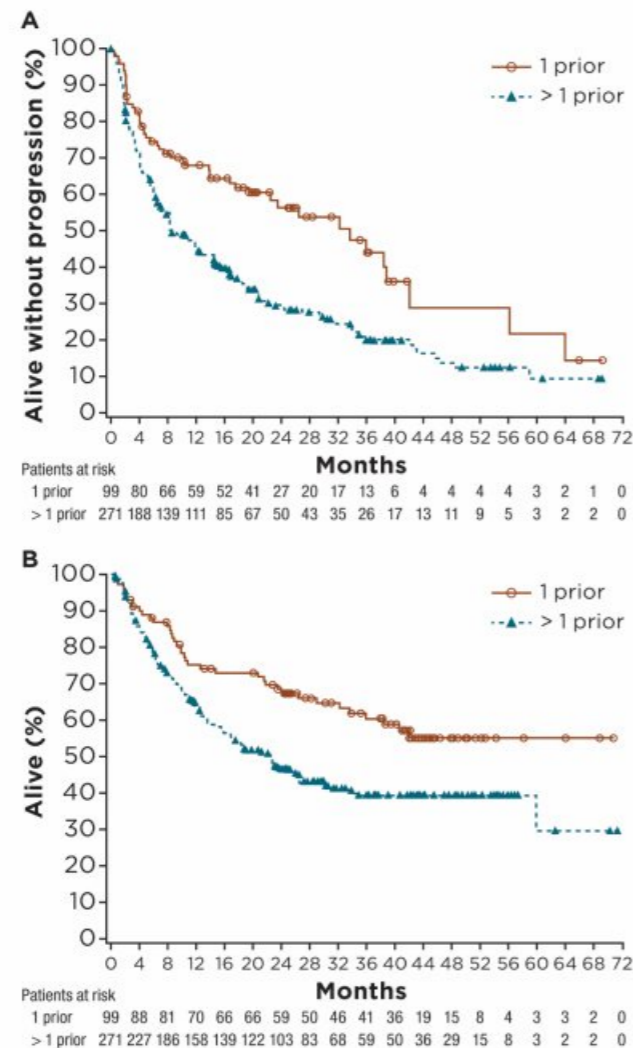 A
Alive without progression (%)
100
90
80
70
60
50
40
30
20
10
0
1 prior
> 1 prior
0 4 8 12 16 20 24 28 32 36 40 44 48 52 56 60 64 68 72
Months
Patients at risk
1 prior 99 80 66 59 52 41 27 20 17 13 6 4 4 4 4 3 2 1 0
> 1 prior 271 188 139 111 85 67 50 43 35 26 17 13 11 9 5 3 2 2 0
B
Alive (%)
100
90
80
70
60
50
40
30
20
10
0
1 prior
> 1 prior
0 4 8 12 16 20 24 28 32 36 40 44 48 52 56 60 64 68 72
Months
Patients at risk
1 prior 99 88 81 70 66 66 59 50 46 41 36 19 15 8 4 3 3 2 0
> 1 prior 271 227 186 158 139 122 103 83 68 59 50 36 29 15 8 3 2 2 0